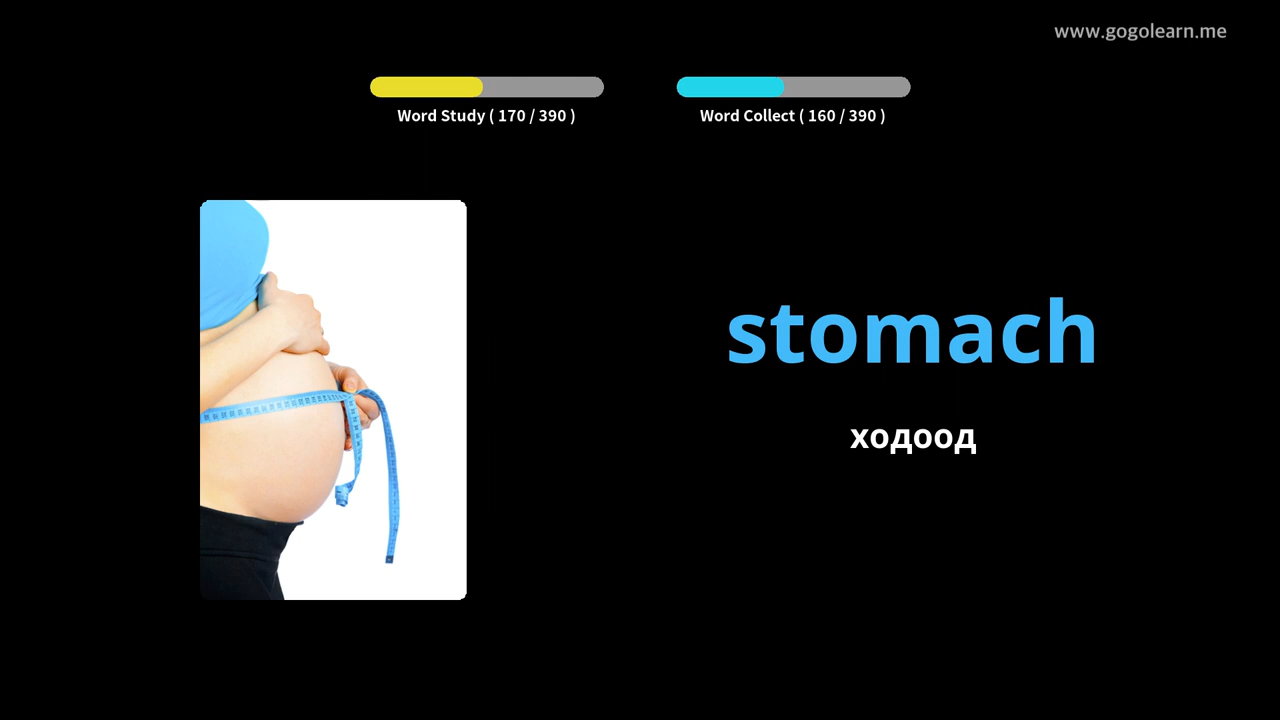 www.gogolearn.me
Word Study ( 170 / 390 )
Word Collect ( 160 / 390 )
stomach
ходоод